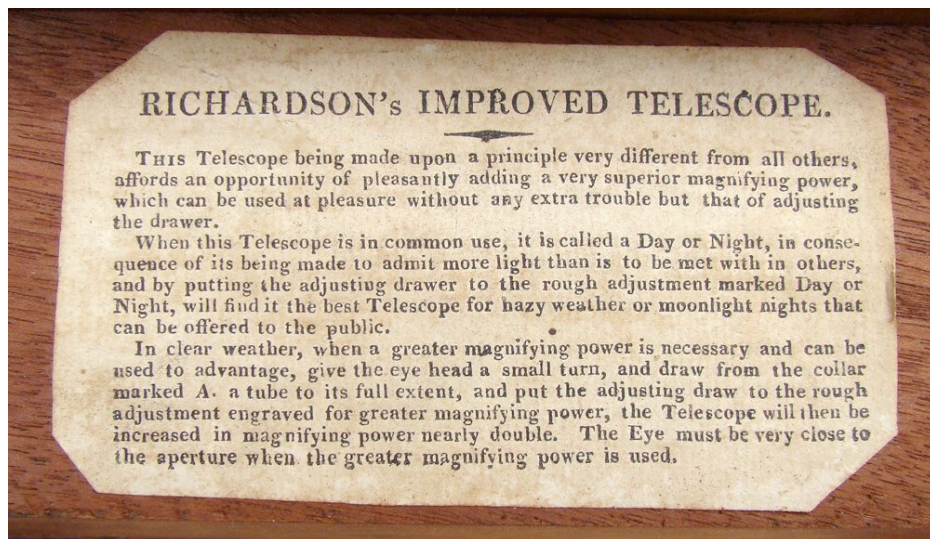 RICHARDSON's IMPROVED TELESCOPE.
THIS Telescope being made upon a principle very different from all others,
affords an opportunity of pleasantly adding a very superior magnifying power,
which can be used at pleasure without any extra trouble but that of adjusting
the drawer.
When this Telescope is in common use, it is called a Day or Night, in conse-
quence of its being made to admit more light than is to be met with in others,
and by putting the adjusting drawer to the rough adjustment marked Day or
Night, will find it the best Telescope for hazy weather or moonlight nights that
can be offered to the public.
In clear weather, when a greater magnifying power is necessary and can be
used to advantage, give the eye head a small turn, and draw from the collar
marked A. a tube to its full extent, and put the adjusting draw to the rough
adjustment engraved for greater magnifying power, the Telescope will then be
increased in magnifying power nearly double. The Eye must be very close to
the aperture when the greater magnifying power is used.